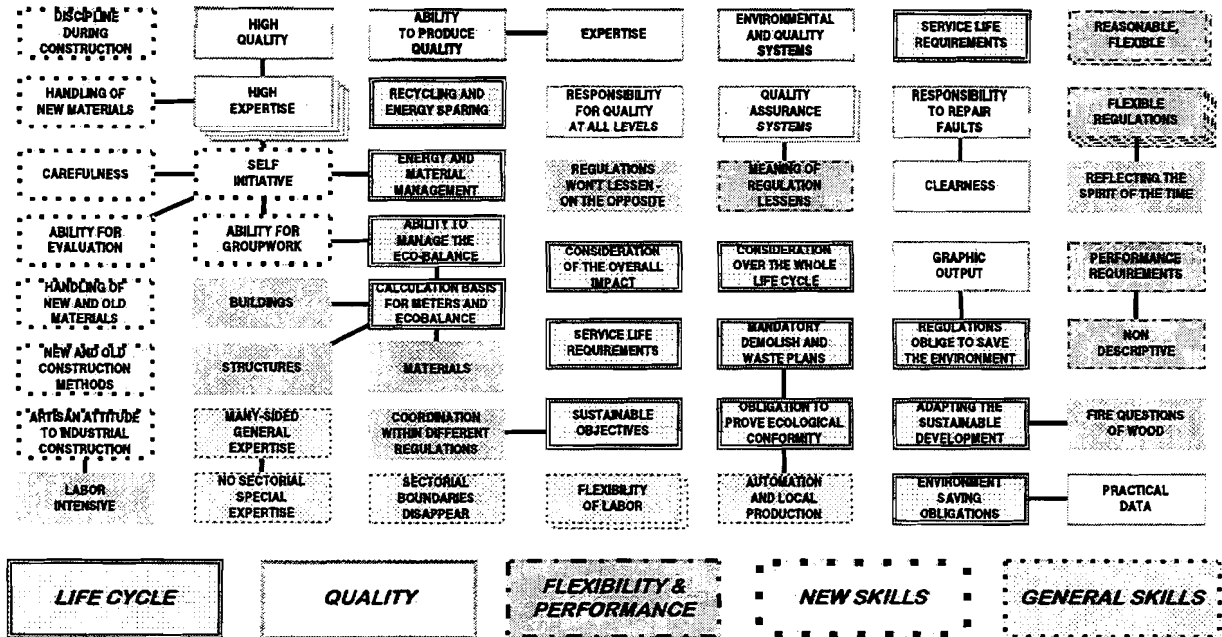 DISCIPLINE
DURING
CONSTRUCTION
HIGH
QUALITY
ABILITY
TO PRODUCE
QUALITY
EXPERTISE
ENVIRONMENTAL
AND QUALITY
SYSTEMS
SERVICE LIFE
REQUIREMENTS
REASONABLE,
FLEXIBLE
HANDLING OF
NEW MATERIALS
HIGH
EXPERTISE
RECYCLING AND
ENERGY SPARING
RESPONSIBILITY
FOR QUALITY
AT ALL LEVELS
QUALITY
ASSURANCE
SYSTEMS
RESPONSIBILITY
TO REPAIR
FAULTS
FLEXIBLE
REGULATIONS
CAREFULNESS
SELF
INITIATIVE
ENERGY AND
MATERIAL
MANAGEMENT
REGULATIONS
WON'T LESSEN -
ON THE OPPOSITE
MEANING OF
REGULATION
LESSENS
CLEARNESS
REFLECTING THE
SPIRIT OF THE TIME
ABILITY FOR
EVALUATION
ABILITY FOR
GROUPWORK
ABILITY TO
MANAGE THE
ECO-BALANCE
CONSIDERATION
OF THE OVERALL
IMPACT
CONSIDERATION
OVER THE WHOLE
LIFE CYCLE
GRAPHIC
OUTPUT
PERFORMANCE
REQUIREMENTS
HANDLING OF
NEW AND OLD
MATERIALS
BUILDINGS
CALCULATION BASIS
FOR METERS AND
ECOBALANCE
SERVICE LIFE
REQUIREMENTS
MANDATORY
DEMOLISH AND
WASTE PLANS
REGULATIONS
OBLIGE TO SAVE
THE ENVIRONMENT
NON
DESCRIPTIVE
NEW AND OLD
CONSTRUCTION
METHODS
STRUCTURES
MATERIALS
ARTISAN ATTITUDE
TO INDUSTRIAL
CONSTRUCTION
MANY-SIDED
GENERAL
EXPERTISE
COORDINATION
WITHIN DIFFERENT
REGULATIONS
SUSTAINABLE
OBJECTIVES
OBLIGATION TO
PROVE ECOLOGICAL
CONFORMITY
ADAPTING THE
SUSTAINABLE
DEVELOPMENT
FIRE QUESTIONS
OF WOOD
LABOR
INTENSIVE
NO SECTORIAL
SPECIAL
EXPERTISE
SECTORIAL
BOUNDARIES
DISAPPEAR
FLEXIBILITY
OF LABOR
AUTOMATION
AND LOCAL
PRODUCTION
ENVIRONMENT
SAVING
OBLIGATIONS
PRACTICAL
DATA
LIFE CYCLE
QUALITY
FLEXIBILITY &
PERFORMANCE
NEW SKILLS
GENERAL SKILLS